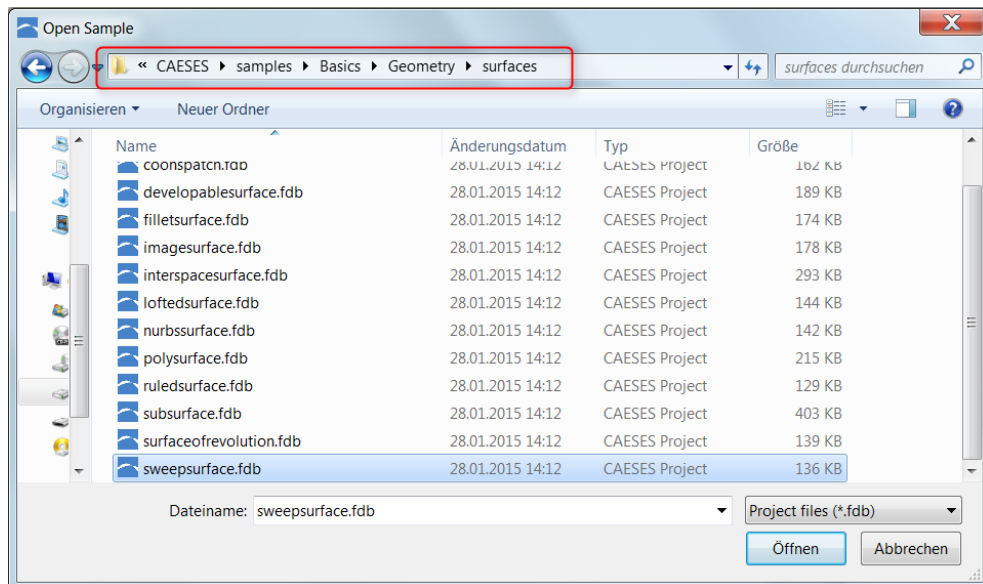 Open Sample
« CAESES samples Basics Geometry surfaces
surfaces durchsuchen
Organisieren Neuer Ordner
Name Änderungsdatum Typ Größe
coonspatch.fdb 28.01.2015 14:12 CAESES Project 162 KB
developablesurface.fdb 28.01.2015 14:12 CAESES Project 189 KB
filletsurface.fdb 28.01.2015 14:12 CAESES Project 174 KB
imagesurface.fdb 28.01.2015 14:12 CAESES Project 178 KB
interspacesurface.fdb 28.01.2015 14:12 CAESES Project 293 KB
loftedsurface.fdb 28.01.2015 14:12 CAESES Project 144 KB
nurbssurface.fdb 28.01.2015 14:12 CAESES Project 142 KB
polysurface.fdb 28.01.2015 14:12 CAESES Project 215 KB
ruledsurface.fdb 28.01.2015 14:12 CAESES Project 129 KB
subsurface.fdb 28.01.2015 14:12 CAESES Project 403 KB
surfaceofrevolution.fdb 28.01.2015 14:12 CAESES Project 139 KB
sweepsurface.fdb 28.01.2015 14:12 CAESES Project 136 KB
Dateiname: sweepsurface.fdb Project files (*.fdb)
Öffnen Abbrechen